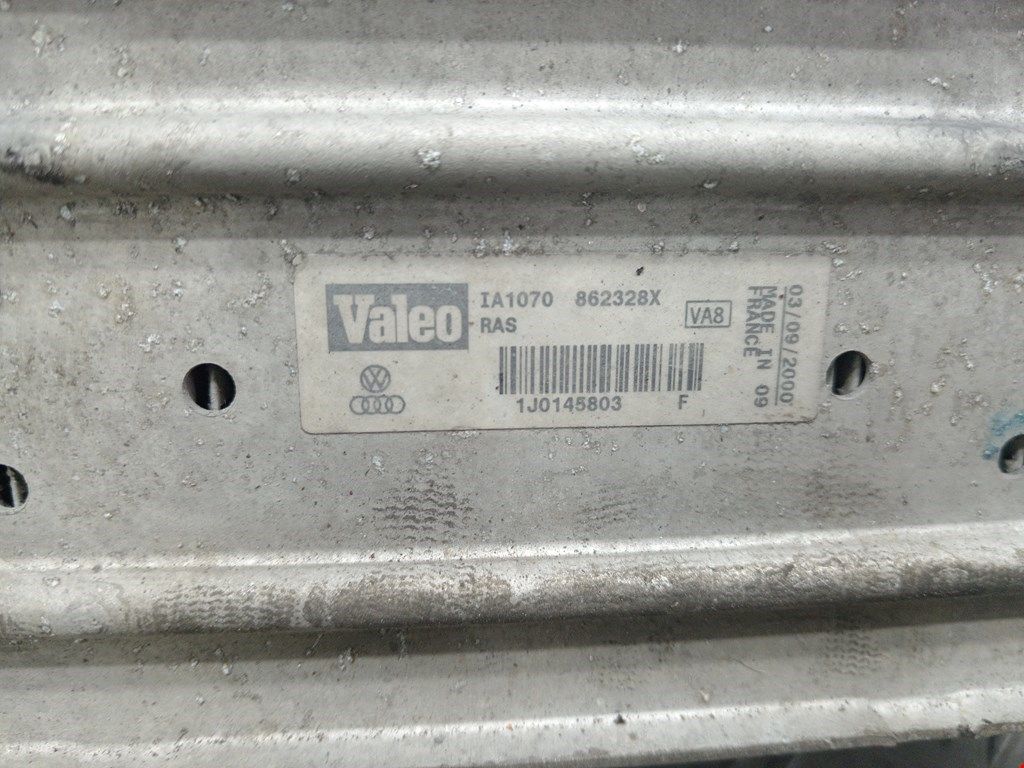 Valeo
IA1070 862328X
RAS
VA8
1J0145803 F
03/09/2000
MADE IN 09
FRANCE